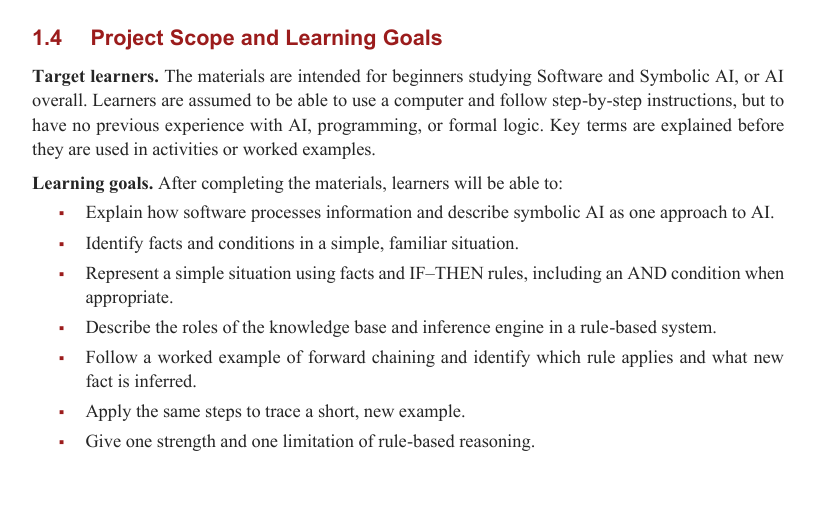 1.4 Project Scope and Learning Goals
Target learners. The materials are intended for beginners studying Software and Symbolic AI, or AI
overall. Learners are assumed to be able to use a computer and follow step-by-step instructions, but to
have no previous experience with AI, programming, or formal logic. Key terms are explained before
they are used in activities or worked examples.
Learning goals. After completing the materials, learners will be able to:
▪ Explain how software processes information and describe symbolic AI as one approach to AI.
▪ Identify facts and conditions in a simple, familiar situation.
▪ Represent a simple situation using facts and IF–THEN rules, including an AND condition when
appropriate.
▪ Describe the roles of the knowledge base and inference engine in a rule-based system.
▪ Follow a worked example of forward chaining and identify which rule applies and what new
fact is inferred.
▪ Apply the same steps to trace a short, new example.
▪ Give one strength and one limitation of rule-based reasoning.